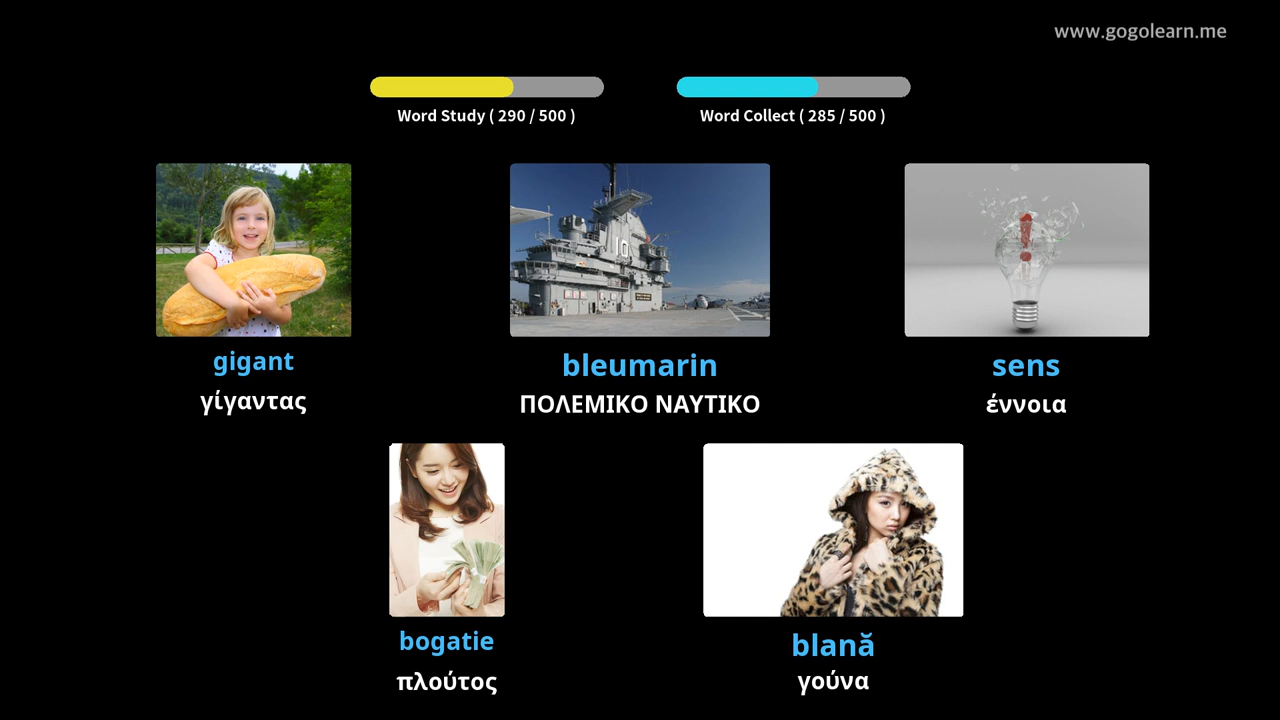 www.gogolearn.me
Word Study ( 290 / 500 )
Word Collect ( 285 / 500 )
gigant
γίγαντας
bleumarin
ΠΟΛΕΜΙΚΟ ΝΑΥΤΙΚΟ
10
sens
έννοια
bogatie
πλούτος
blană
γούνα